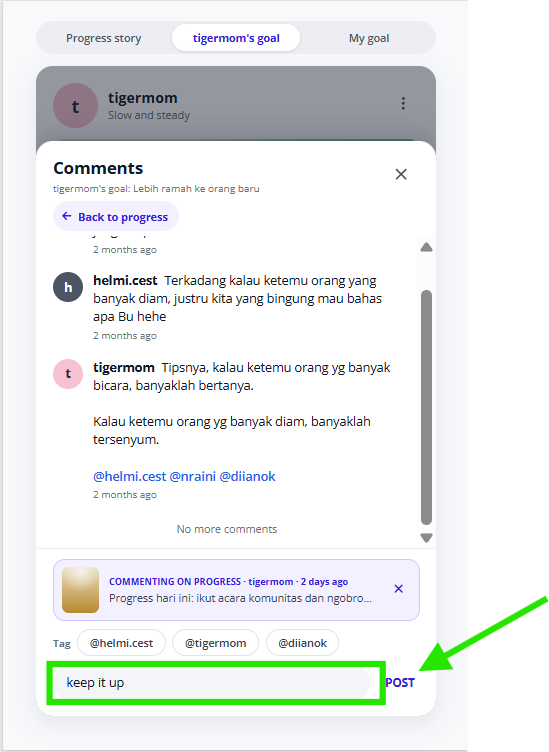 Progress story
tigermom's goal
My goal
t
tigermom
Slow and steady
Comments
tigermom's goal: Lebih ramah ke orang baru
← Back to progress
2 months ago
h
helmi.cest Terkadang kalau ketemu orang yang
banyak diam, justru kita yang bingung mau bahas
apa Bu hehe
2 months ago
t
tigermom Tipsnya, kalau ketemu orang yg banyak
bicara, banyaklah bertanya.
Kalau ketemu orang yg banyak diam, banyaklah
tersenyum.
@helmi.cest @nraini @diianok
2 months ago
No more comments
COMMENTING ON PROGRESS · tigermom · 2 days ago
Progress hari ini: ikut acara komunitas dan ngobro...
Tag
@helmi.cest
@tigermom
@diianok
keep it up
POST